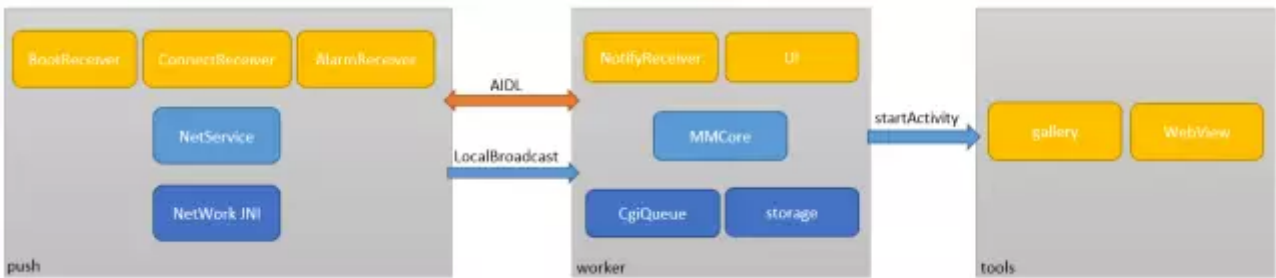 BootReceiver
ConnectReceiver
AlarmReceiver
NetService
NetWork JNI
push
AIDL
LocalBroadcast
NotifyReceiver
UI
MMCore
CgiQueue
storage
worker
startActivity
gallery
WebView
tools